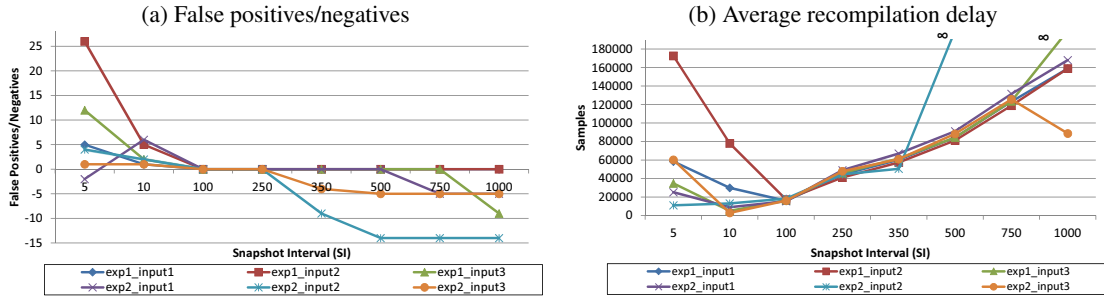 (a) False positives/negatives
False Positives/Negatives
25
20
15
10
5
0
-5
-10
-15
5 10 100 250 350 500 750 1000
Snapshot Interval (SI)
exp1_input1 exp1_input2 exp1_input3
exp2_input1 exp2_input2 exp2_input3
(b) Average recompilation delay
Samples
∞ ∞
180000
160000
140000
120000
100000
80000
60000
40000
20000
0
5 10 100 250 350 500 750 1000
Snapshot Interval (SI)
exp1_input1 exp1_input2 exp1_input3
exp2_input1 exp2_input2 exp2_input3